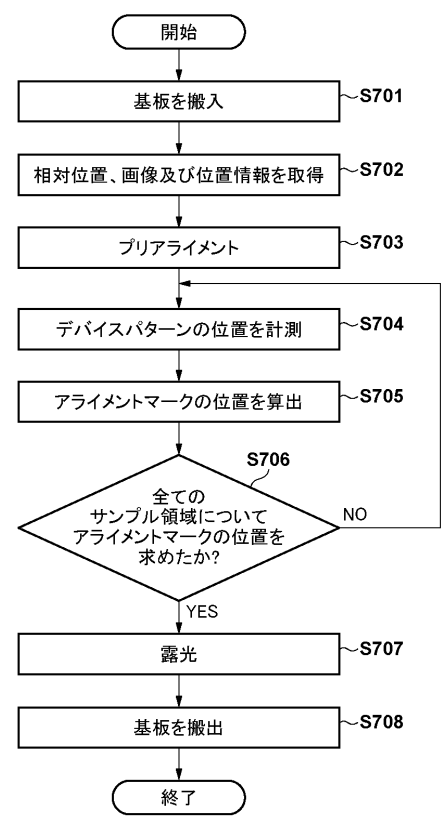 開始
基板を搬入
S701
相対位置、画像及び位置情報を取得
S702
プリアライメント
S703
デバイスパターンの位置を計測
S704
アライメントマークの位置を算出
S705
S706
全ての
サンプル領域について
アライメントマークの位置を
求めたか?
NO
YES
露光
S707
基板を搬出
S708
終了